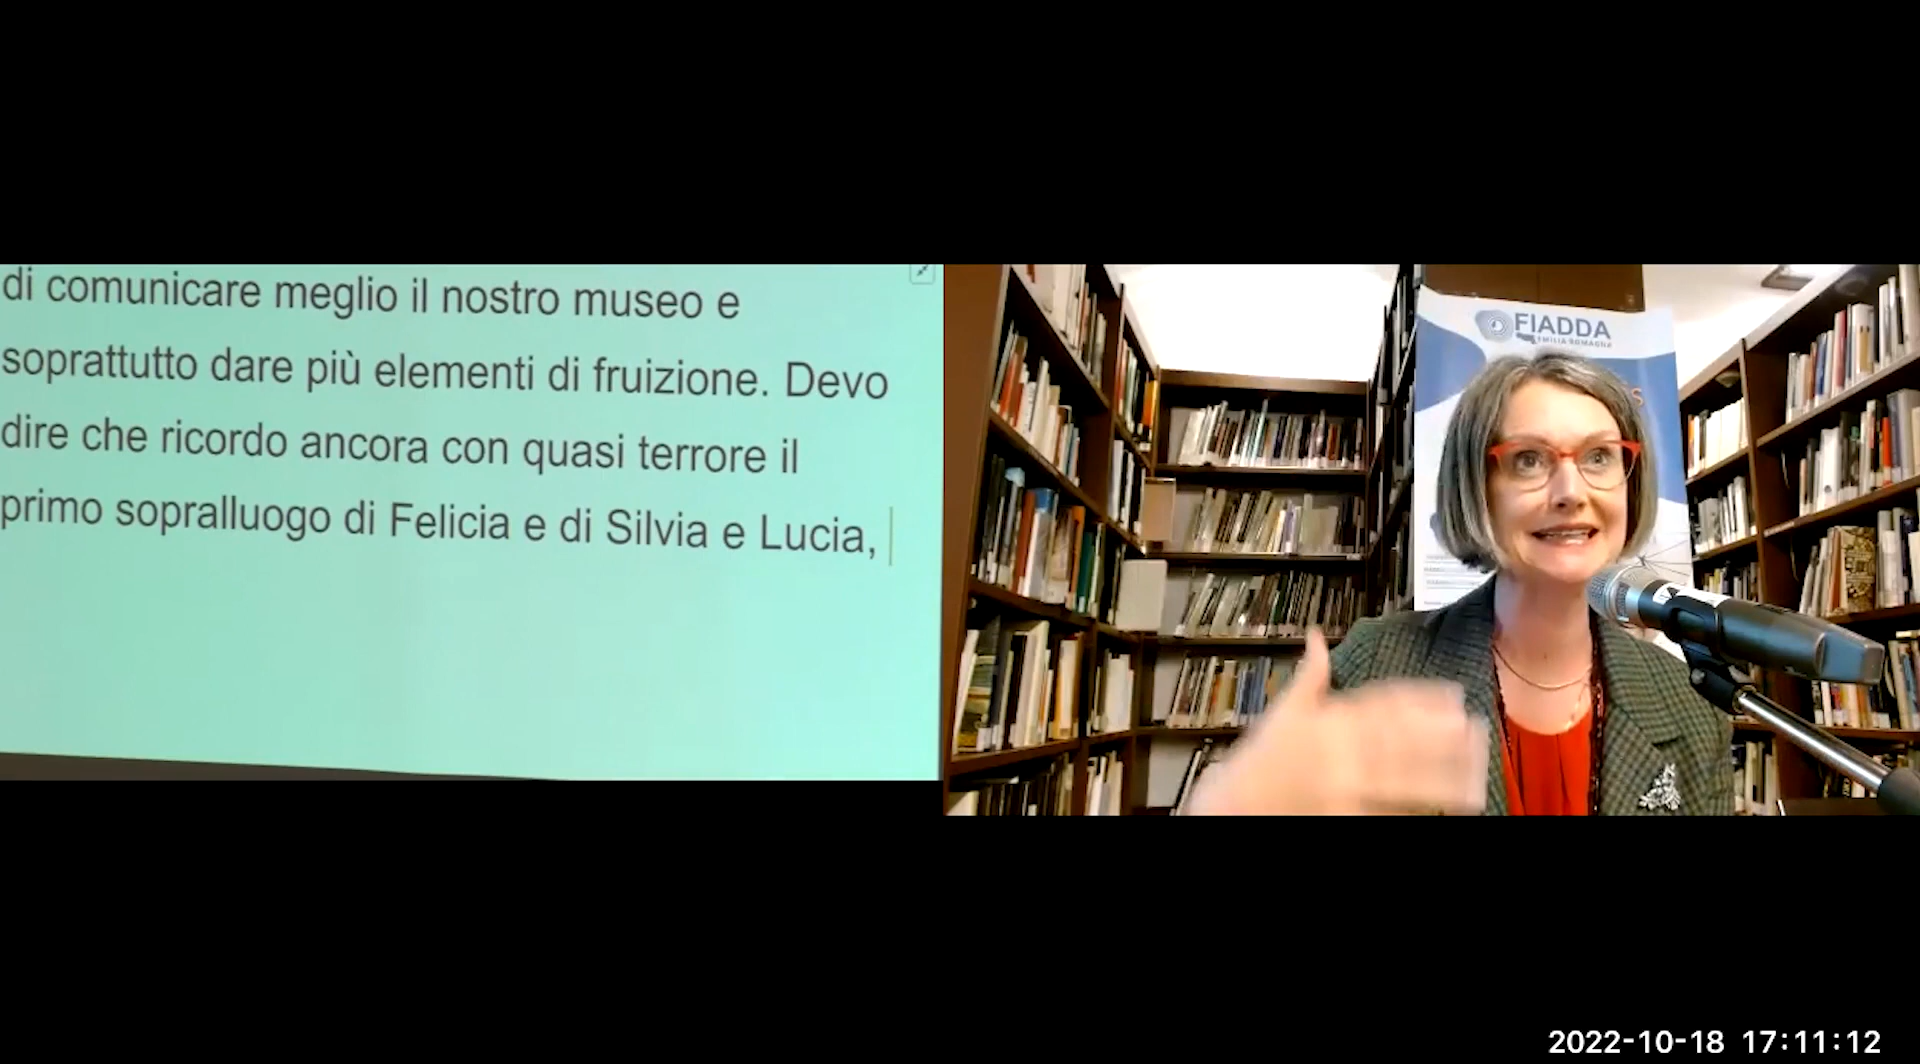 di comunicare meglio il nostro museo e
soprattutto dare più elementi di fruizione. Devo
dire che ricordo ancora con quasi terrore il
primo sopralluogo di Felicia e di Silvia e Lucia,
FIADDA
EMILIA ROMAGNA
2022-10-18 17:11:12